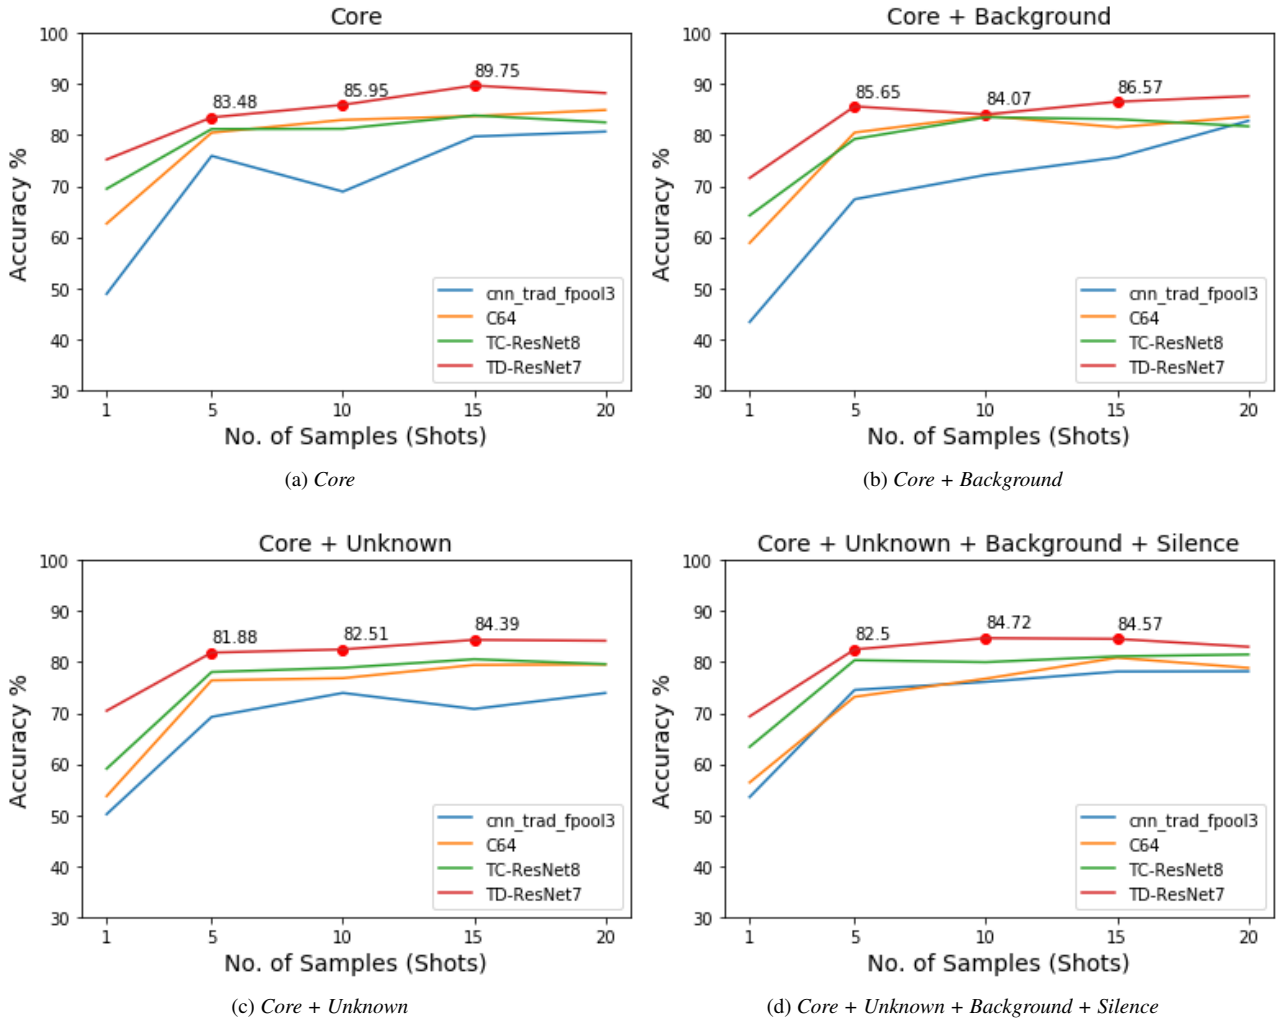 Core
100
90
80
70
60
50
40
30
Accuracy %
83.48
85.95
89.75
cnn_trad_fpool3
C64
TC-ResNet8
TD-ResNet7
1 5 10 15 20
No. of Samples (Shots)
(a) Core
Core + Background
100
90
80
70
60
50
40
30
Accuracy %
85.65
84.07
86.57
cnn_trad_fpool3
C64
TC-ResNet8
TD-ResNet7
1 5 10 15 20
No. of Samples (Shots)
(b) Core + Background
Core + Unknown
100
90
80
70
60
50
40
30
Accuracy %
81.88
82.51
84.39
cnn_trad_fpool3
C64
TC-ResNet8
TD-ResNet7
1 5 10 15 20
No. of Samples (Shots)
(c) Core + Unknown
Core + Unknown + Background + Silence
100
90
80
70
60
50
40
30
Accuracy %
82.5
84.72
84.57
cnn_trad_fpool3
C64
TC-ResNet8
TD-ResNet7
1 5 10 15 20
No. of Samples (Shots)
(d) Core + Unknown + Background + Silence